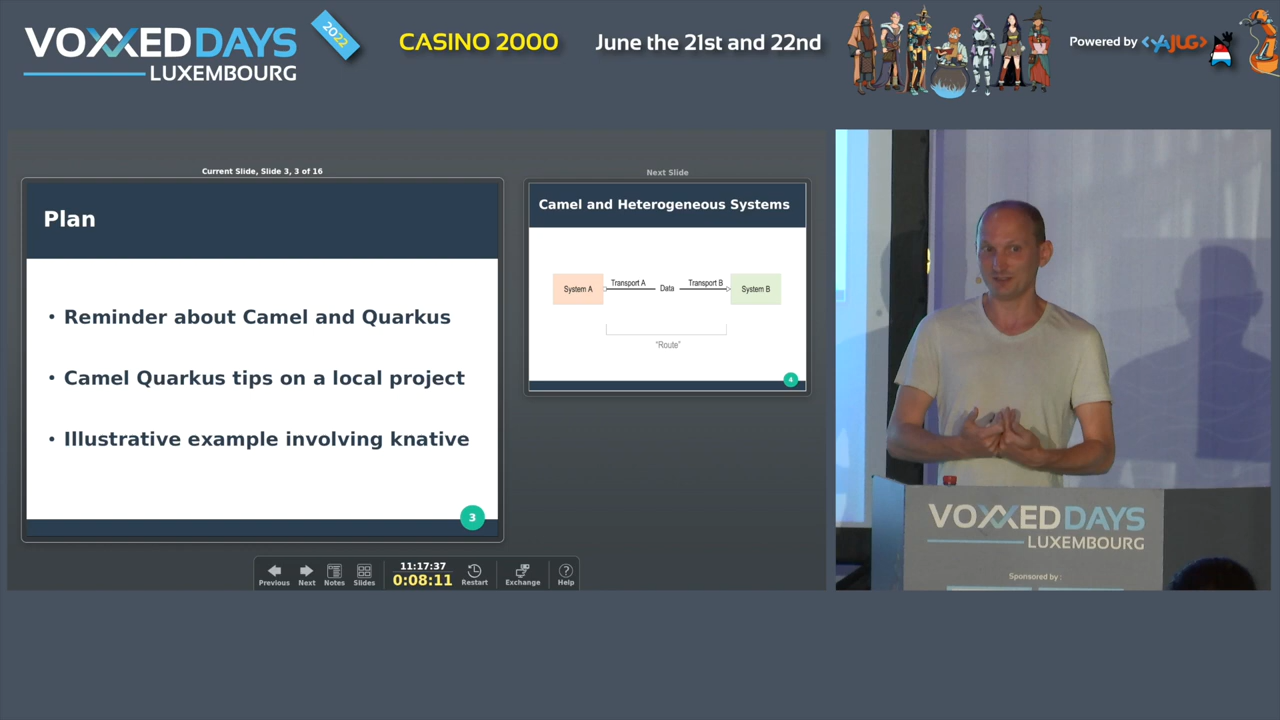 VOXXEDDAYS
LUXEMBOURG
2022
CASINO 2000
June the 21st and 22nd
Powered by <YAJUG>
Current Slide, Slide 3, 3 of 16
Plan
• Reminder about Camel and Quarkus
• Camel Quarkus tips on a local project
• Illustrative example involving knative
3
Next Slide
Camel and Heterogeneous Systems
System A
Transport A
Data
Transport B
System B
"Route"
4
Previous
Next
Notes
Slides
11:17:37
0:08:11
Restart
Exchange
Help
VOXXEDDAYS
LUXEMBOURG
Sponsored by :